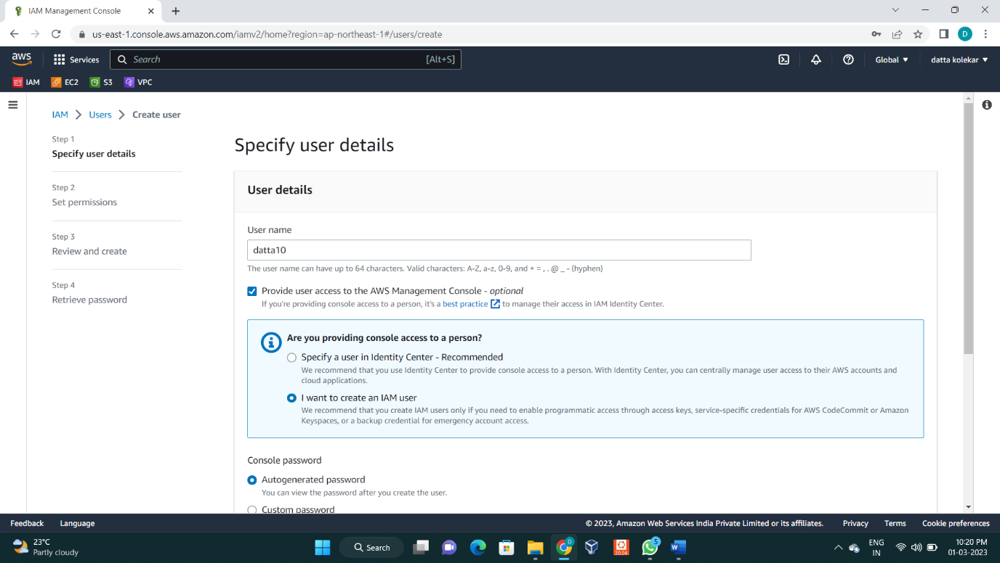 IAM Management Console
us-east-1.console.aws.amazon.com/iamv2/home?region=ap-northeast-1#/users/create
D
aws
Services
Search
[Alt+S]
Global
datta kolekar
IAM
EC2
S3
VPC
IAM
Users
Create user
Step 1
Specify user details
Step 2
Set permissions
Step 3
Review and create
Step 4
Retrieve password
Specify user details
User details
User name
datta10
The user name can have up to 64 characters. Valid characters: A-Z, a-z, 0-9, and + = , . @ _ - (hyphen)
Provide user access to the AWS Management Console - optional
If you're providing console access to a person, it's a best practice to manage their access in IAM Identity Center.
Are you providing console access to a person?
Specify a user in Identity Center - Recommended
We recommend that you use Identity Center to provide console access to a person. With Identity Center, you can centrally manage user access to their AWS accounts and
cloud applications.
I want to create an IAM user
We recommend that you create IAM users only if you need to enable programmatic access through access keys, service-specific credentials for AWS CodeCommit or Amazon
Keyspaces, or a backup credential for emergency account access.
Console password
Autogenerated password
You can view the password after you create the user.
Custom password
Feedback
Language
© 2023, Amazon Web Services India Private Limited or its affiliates.
Privacy
Terms
Cookie preferences
23°C
Partly cloudy
Search
D
20.04
5
W
ENG
IN
10:20 PM
01-03-2023